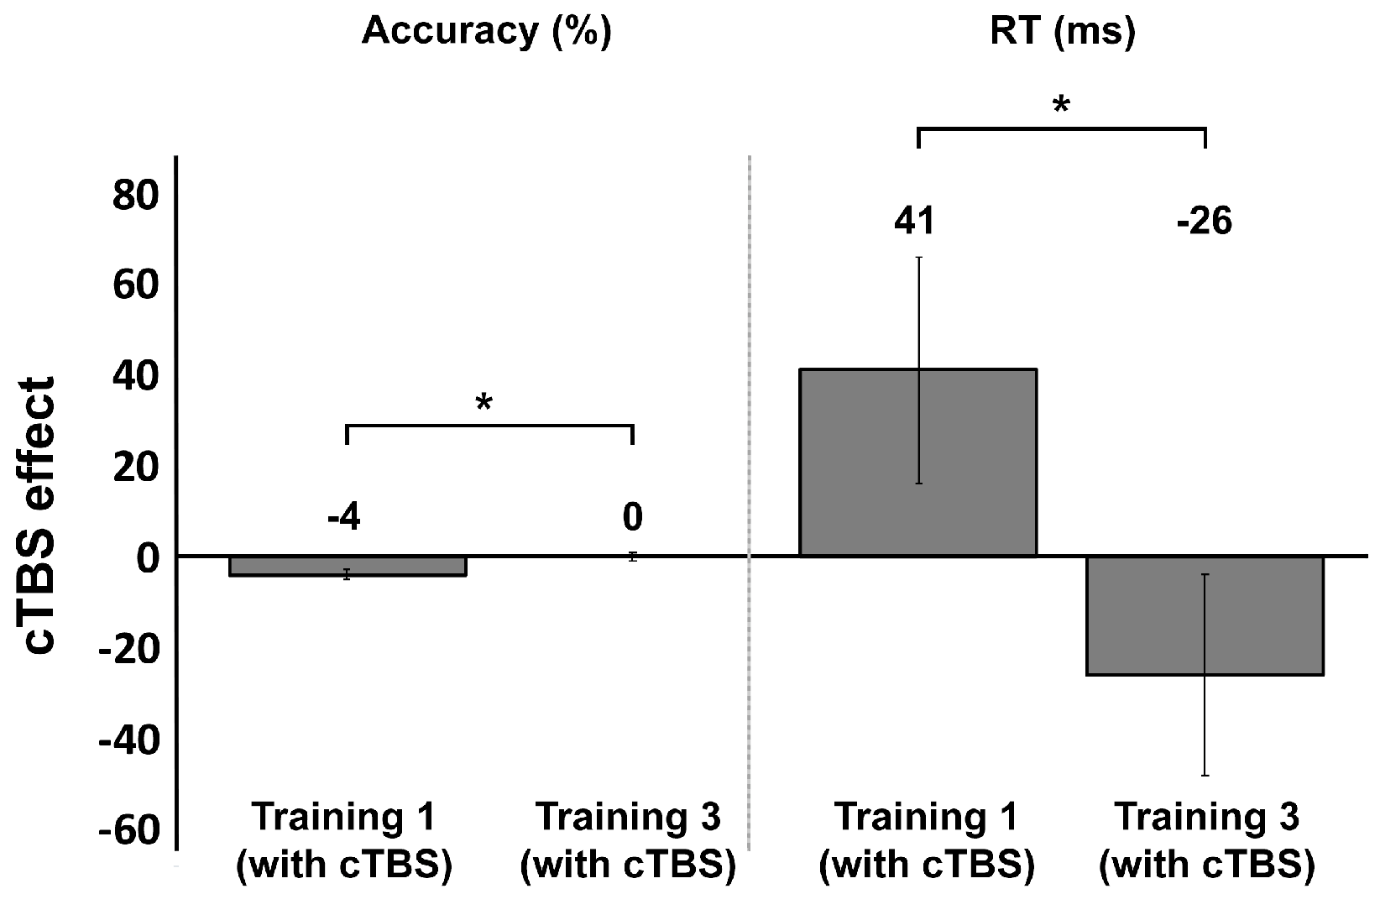 Accuracy (%)
RT (ms)
*
41
-26
80
60
40
20
0
-20
-40
-60
cTBS effect
*
-4
0
Training 1
(with cTBS)
Training 3
(with cTBS)
Training 1
(with cTBS)
Training 3
(with cTBS)